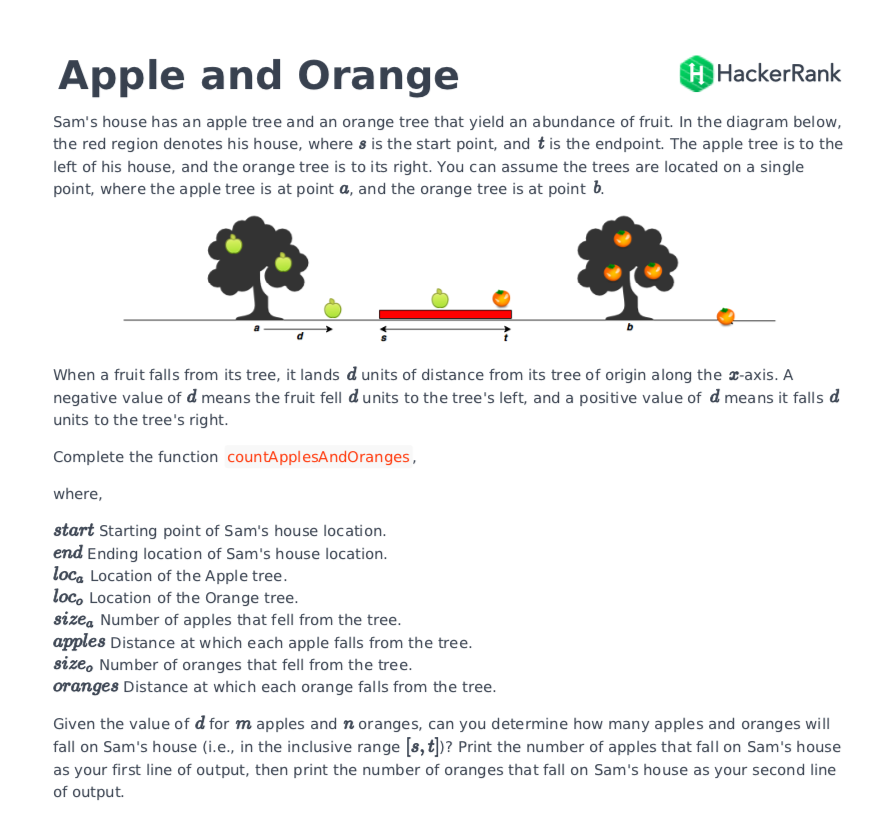 Apple and Orange
HackerRank
Sam's house has an apple tree and an orange tree that yield an abundance of fruit. In the diagram below,
the red region denotes his house, where s is the start point, and t is the endpoint. The apple tree is to the
left of his house, and the orange tree is to its right. You can assume the trees are located on a single
point, where the apple tree is at point a, and the orange tree is at point b.
a d s t b
When a fruit falls from its tree, it lands d units of distance from its tree of origin along the x-axis. A
negative value of d means the fruit fell d units to the tree's left, and a positive value of d means it falls d
units to the tree's right.
Complete the function countApplesAndOranges,
where,
start Starting point of Sam's house location.
end Ending location of Sam's house location.
loca Location of the Apple tree.
loco Location of the Orange tree.
sizea Number of apples that fell from the tree.
apples Distance at which each apple falls from the tree.
sizeo Number of oranges that fell from the tree.
oranges Distance at which each orange falls from the tree.
Given the value of d for m apples and n oranges, can you determine how many apples and oranges will
fall on Sam's house (i.e., in the inclusive range [s,t])? Print the number of apples that fall on Sam's house
as your first line of output, then print the number of oranges that fall on Sam's house as your second line
of output.